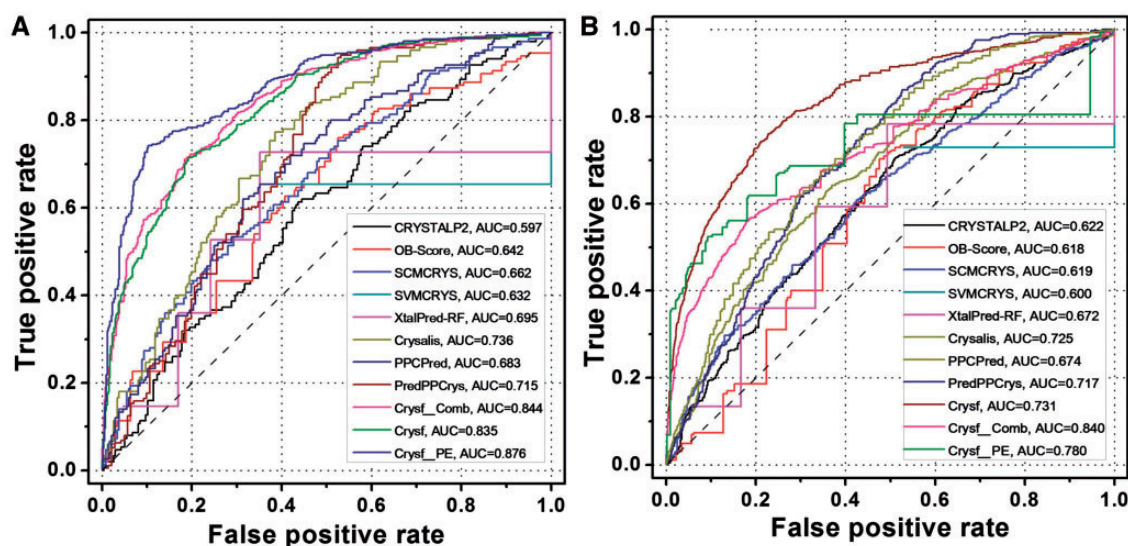 A
True positive rate
1.0
0.8
0.6
0.4
0.2
0.0
CRYSTALP2, AUC=0.597
OB-Score, AUC=0.642
SCMCRYS, AUC=0.662
SVMCRYS, AUC=0.632
XtalPred-RF, AUC=0.695
Crysalis, AUC=0.736
PPCPred, AUC=0.683
PredPPCrys, AUC=0.715
Crysf_Comb, AUC=0.844
Crysf, AUC=0.835
Crysf_PE, AUC=0.876
0.0 0.2 0.4 0.6 0.8 1.0
False positive rate
B
True positive rate
1.0
0.8
0.6
0.4
0.2
0.0
CRYSTALP2, AUC=0.622
OB-Score, AUC=0.618
SCMCRYS, AUC=0.619
SVMCRYS, AUC=0.600
XtalPred-RF, AUC=0.672
Crysalis, AUC=0.725
PPCPred, AUC=0.674
PredPPCrys, AUC=0.717
Crysf, AUC=0.731
Crysf_Comb, AUC=0.840
Crysf_PE, AUC=0.780
0.0 0.2 0.4 0.6 0.8 1.0
False positive rate